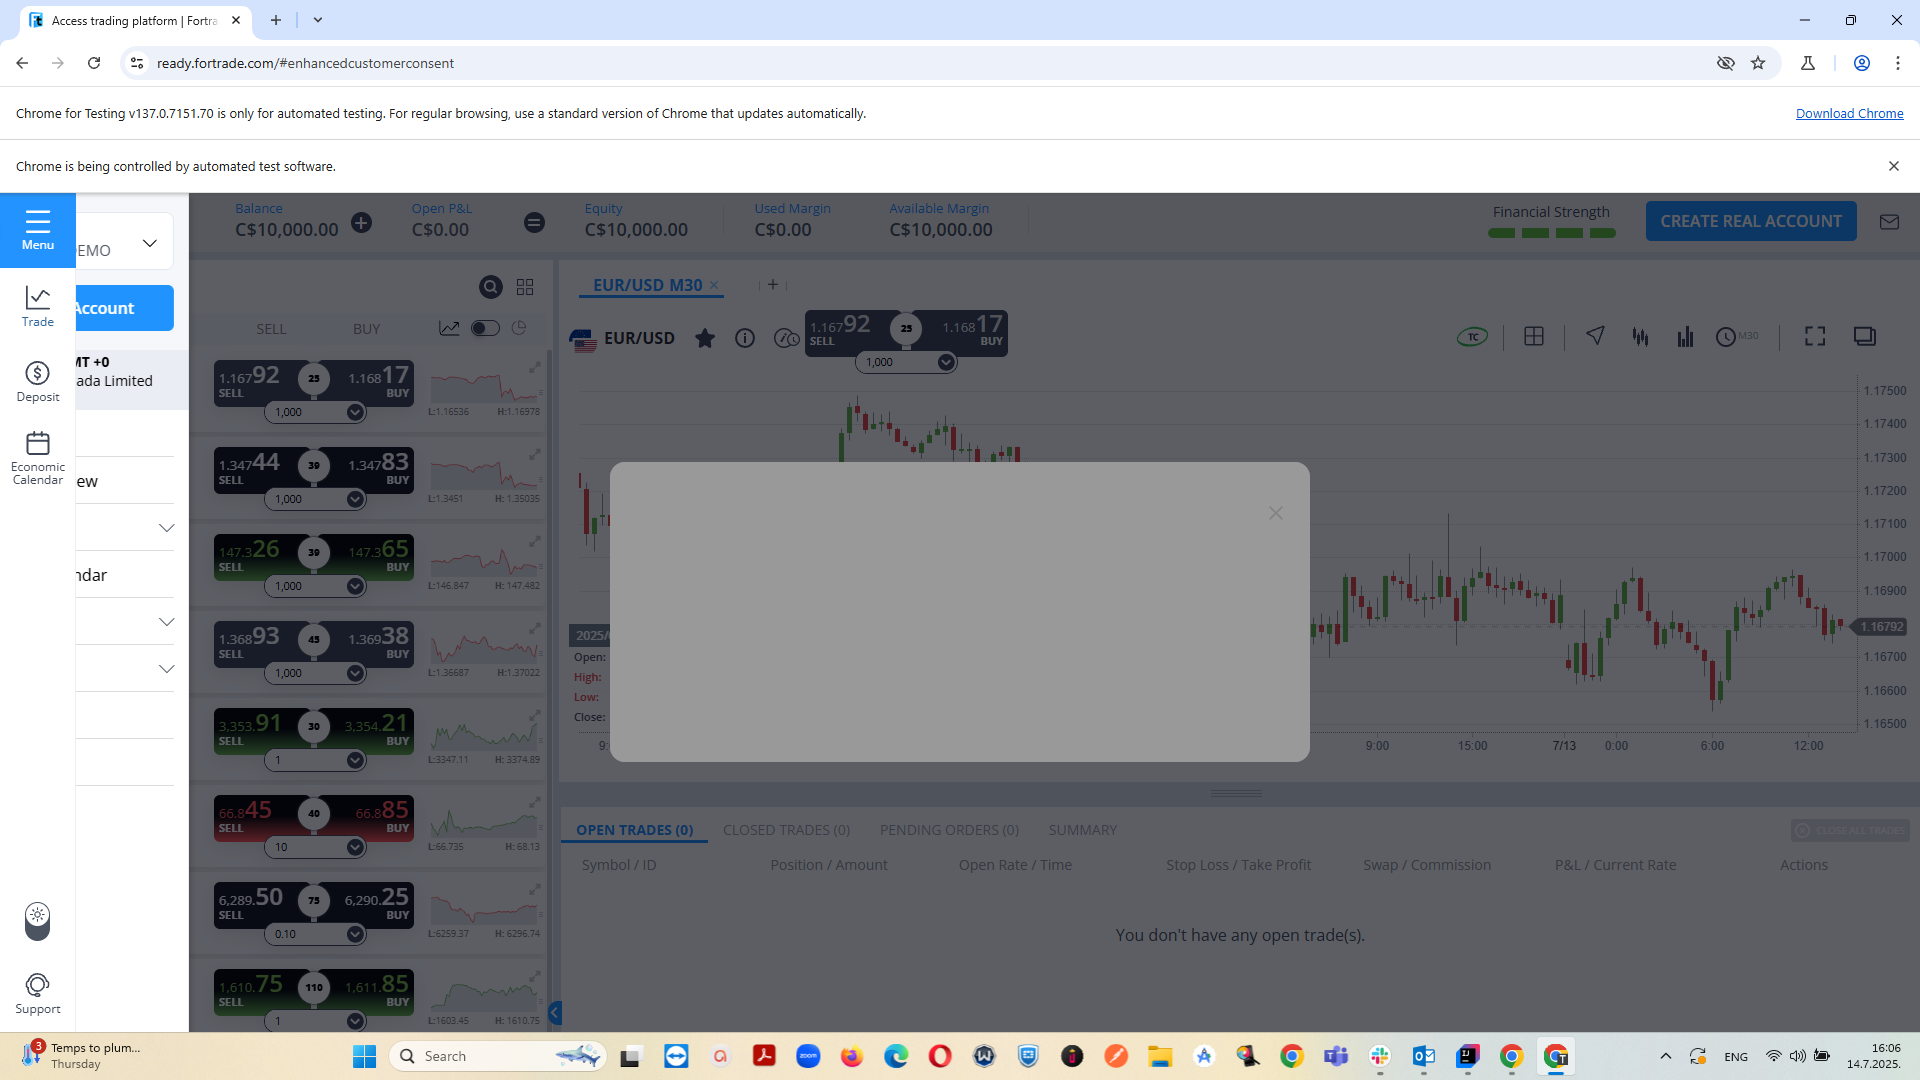 Access trading platform | Fortra
ready.fortrade.com/#enhancedcustomerconsent
Chrome for Testing v137.0.7151.70 is only for automated testing. For regular browsing, use a standard version of Chrome that updates automatically.
Download Chrome
Chrome is being controlled by automated test software.
Menu
Trade
Deposit
Economic
Calendar
Support
EMO
Account
MT +0
ada Limited
ew
ndar
Balance
C$10,000.00
Open P&L
C$0.00
Equity
C$10,000.00
Used Margin
C$0.00
Available Margin
C$10,000.00
Financial Strength
CREATE REAL ACCOUNT
SELL BUY
1.16792 25 1.16817
SELL BUY
1,000
L:1.16536 H:1.16978
1.34744 39 1.34783
SELL BUY
1,000
L:1.3451 H: 1.35035
147.326 39 147.365
SELL BUY
1,000
L:146.847 H: 147.482
1.36893 45 1.36938
SELL BUY
1,000
L:1.36687 H:1.37022
3,353.91 30 3,354.21
SELL BUY
1
L:3347.11 H: 3374.89
66.845 40 66.885
SELL BUY
10
L:66.735 H: 68.13
6,289.50 75 6,290.25
SELL BUY
0.10
L:6259.37 H: 6296.74
1,610.75 110 1,611.85
SELL BUY
1
L:1603.45 H: 1610.75
EUR/USD M30
EUR/USD
1.16792 25 1.16817
SELL BUY
1,000
TC
M30
1.17500
1.17400
1.17300
1.17200
1.17100
1.17000
1.16900
1.16792
1.16700
1.16600
1.16500
2025/
Open:
High:
Low:
Close:
9: 9:00 15:00 7/13 0:00 6:00 12:00
OPEN TRADES (0) CLOSED TRADES (0) PENDING ORDERS (0) SUMMARY
CLOSE ALL TRADES
Symbol / ID Position / Amount Open Rate / Time Stop Loss / Take Profit Swap / Commission P&L / Current Rate Actions
You don't have any open trade(s).
3
Temps to plum...
Thursday
Search
zoom
ENG
16:06
14.7.2025.